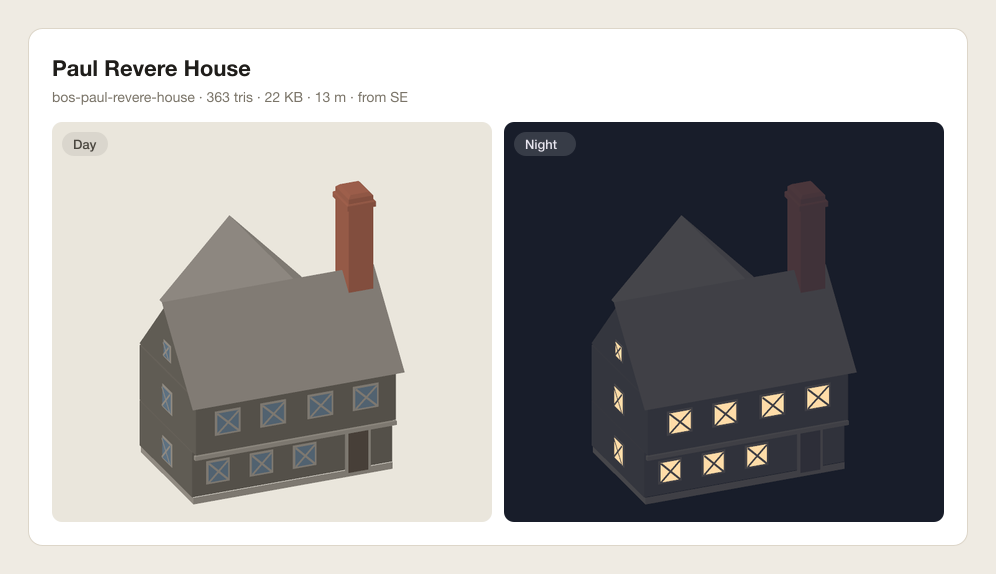 Paul Revere House
bos-paul-revere-house · 363 tris · 22 KB · 13 m · from SE
Day
Night